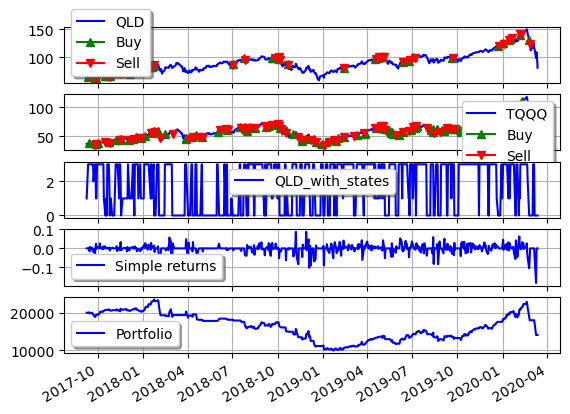 150
100
QLD
Buy
Sell
100
50
TQQQ
Buy
Sell
2
0
QLD_with_states
0.1
0.0
−0.1
Simple returns
20000
10000
Portfolio
2017-10
2018-01
2018-04
2018-07
2018-10
2019-01
2019-04
2019-07
2019-10
2020-01
2020-04